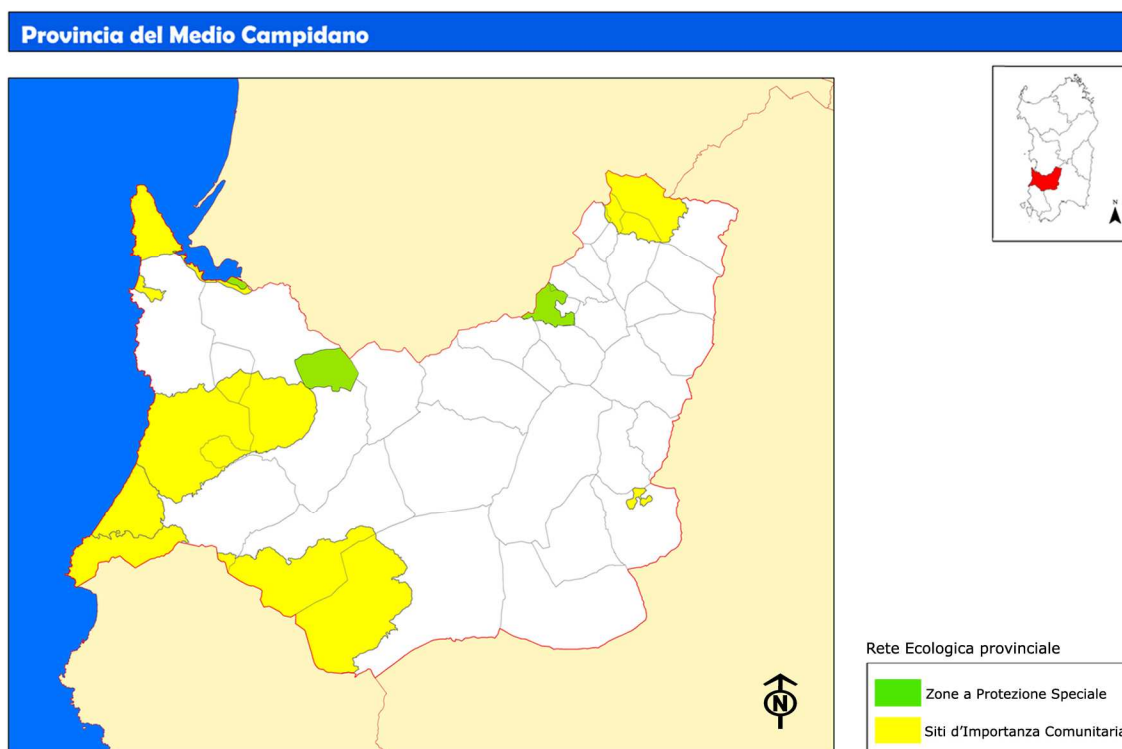 Provincia del Medio Campidano
N
N
Rete Ecologica provinciale
Zone a Protezione Speciale
Siti d'Importanza Comunitaria